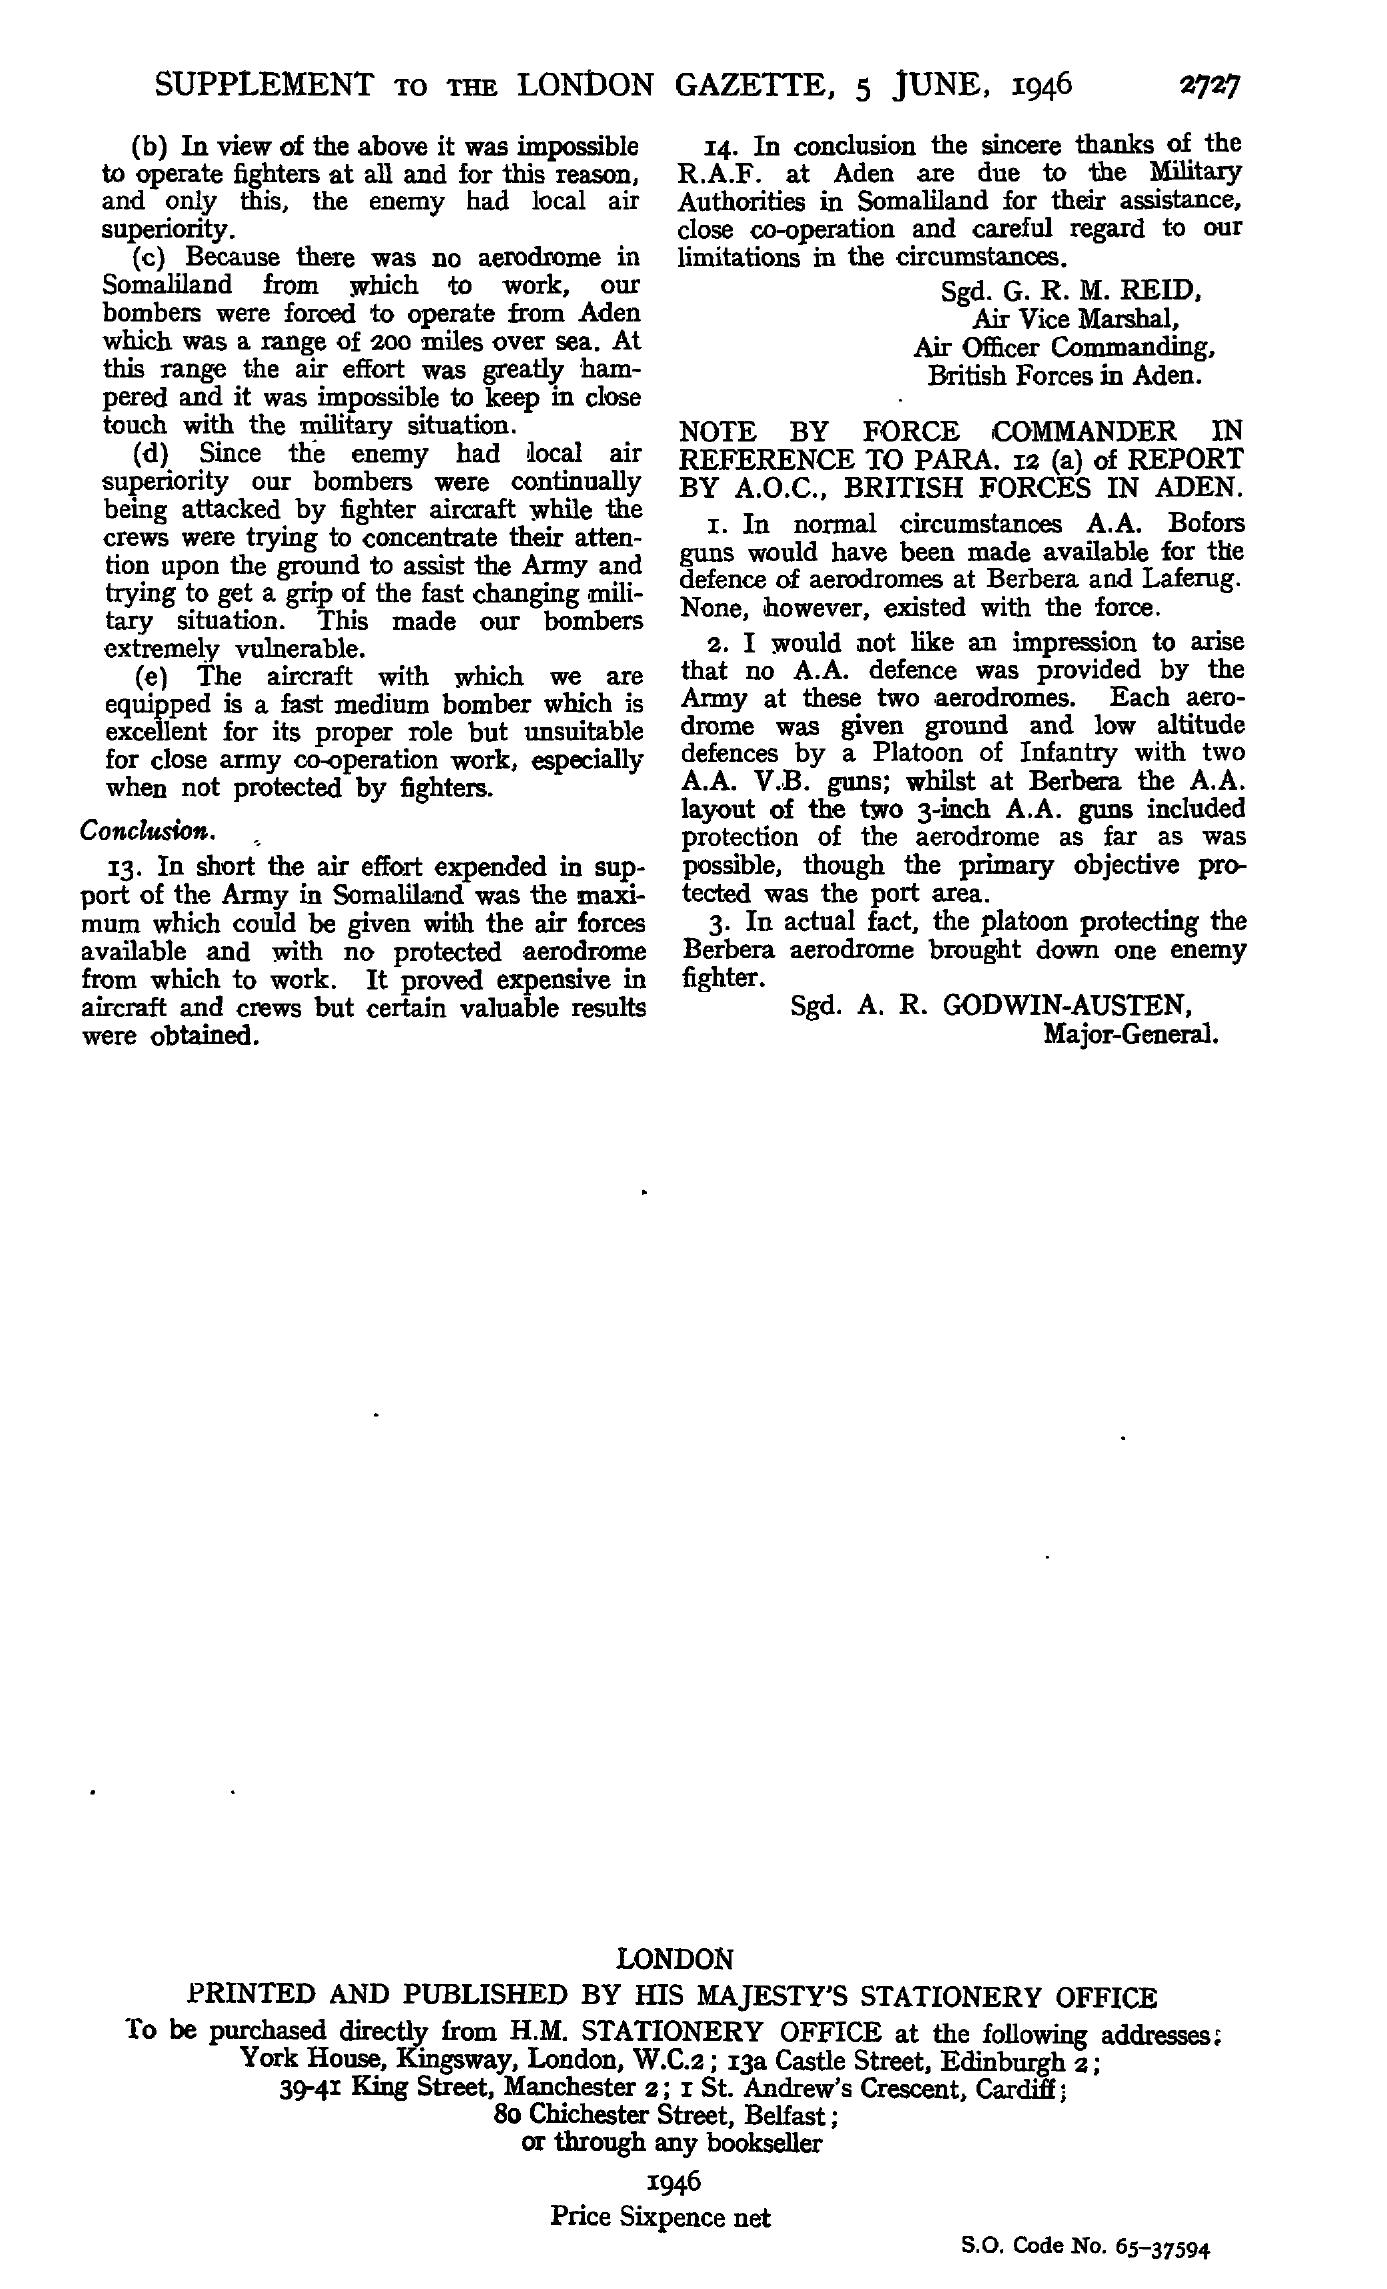 SUPPLEMENT TO THE LONDON GAZETTE, 5 JUNE, 1946 2727
(b) In view of the above it was impossible
to operate fighters at all and for this reason,
and only this, the enemy had local air
superiority.
(c) Because there was no aerodrome in
Somaliland from which to work, our
bombers were forced to operate from Aden
which was a range of 200 miles over sea. At
this range the air effort was greatly ham-
pered and it was impossible to keep in close
touch with the military situation.
(d) Since the enemy had local air
superiority our bombers were continually
being attacked by fighter aircraft while the
crews were trying to concentrate their atten-
tion upon the ground to assist the Army and
trying to get a grip of the fast changing mili-
tary situation. This made our bombers
extremely vulnerable.
(e) The aircraft with which we are
equipped is a fast medium bomber which is
excellent for its proper role but unsuitable
for close army co-operation work, especially
when not protected by fighters.
Conclusion.
13. In short the air effort expended in sup-
port of the Army in Somaliland was the maxi-
mum which could be given with the air forces
available and with no protected aerodrome
from which to work. It proved expensive in
aircraft and crews but certain valuable results
were obtained.
14. In conclusion the sincere thanks of the
R.A.F. at Aden are due to the Military
Authorities in Somaliland for their assistance,
close co-operation and careful regard to our
limitations in the circumstances.
Sgd. G. R. M. REID,
Air Vice Marshal,
Air Officer Commanding,
British Forces in Aden.
NOTE BY FORCE COMMANDER IN
REFERENCE TO PARA. 12 (a) of REPORT
BY A.O.C., BRITISH FORCES IN ADEN.
1. In normal circumstances A.A. Bofors
guns would have been made available for the
defence of aerodromes at Berbera and Laferug.
None, however, existed with the force.
2. I would not like an impression to arise
that no A.A. defence was provided by the
Army at these two aerodromes. Each aero-
drome was given ground and low altitude
defences by a Platoon of Infantry with two
A.A. V.B. guns; whilst at Berbera the A.A.
layout of the two 3-inch A.A. guns included
protection of the aerodrome as far as was
possible, though the primary objective pro-
tected was the port area.
3. In actual fact, the platoon protecting the
Berbera aerodrome brought down one enemy
fighter.
Sgd. A. R. GODWIN-AUSTEN,
Major-General.
LONDON
PRINTED AND PUBLISHED BY HIS MAJESTY'S STATIONERY OFFICE
To be purchased directly from H.M. STATIONERY OFFICE at the following addresses:
York House, Kingsway, London, W.C.2; 13a Castle Street, Edinburgh 2;
39-41 King Street, Manchester 2; 1 St. Andrew's Crescent, Cardiff;
80 Chichester Street, Belfast;
or through any bookseller
1946
Price Sixpence net
S.O. Code No. 65-37594